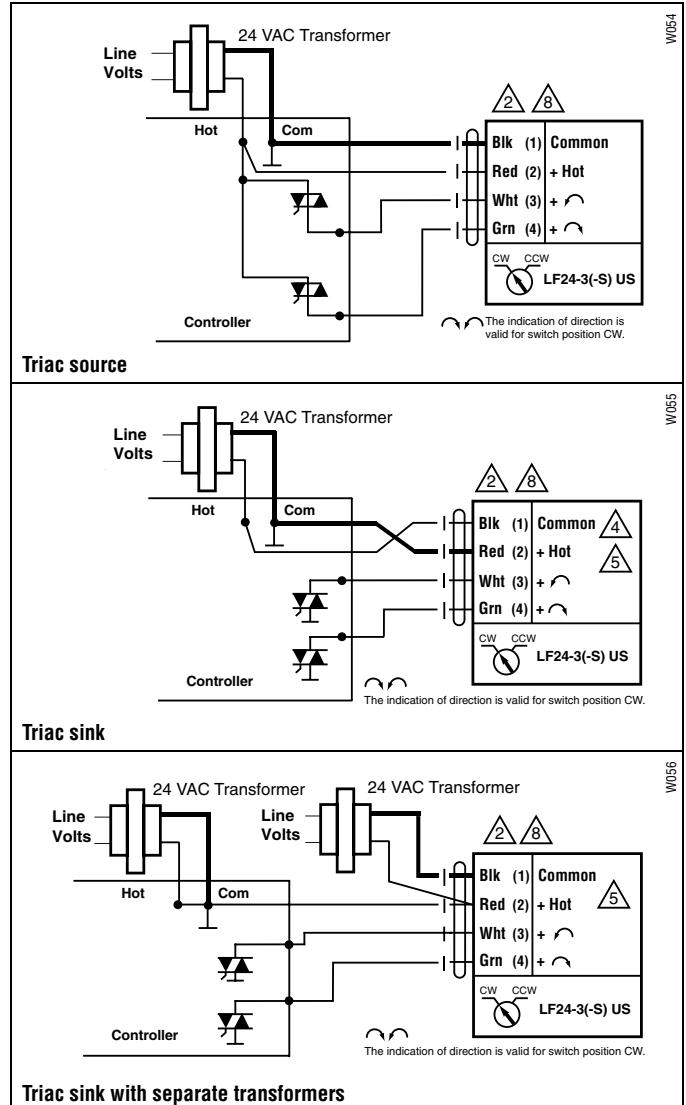 W054
24 VAC Transformer
Line
Volts
2 8
Hot Com
Blk (1) Common
Red (2) + Hot
Wht (3) +
Grn (4) +
CW CCW
LF24-3(-S) US
Controller
The indication of direction is
valid for switch position CW.
Triac source
W055
24 VAC Transformer
Line
Volts
2 8
Hot Com
Blk (1) Common 4
Red (2) + Hot 5
Wht (3) +
Grn (4) +
CW CCW
LF24-3(-S) US
Controller
The indication of direction is valid for switch position CW.
Triac sink
W056
24 VAC Transformer 24 VAC Transformer
Line
Volts
Line
Volts
2 8
Hot Com
Blk (1) Common
Red (2) + Hot 5
Wht (3) +
Grn (4) +
CW CCW
LF24-3(-S) US
Controller
The indication of direction is valid for switch position CW.
Triac sink with separate transformers